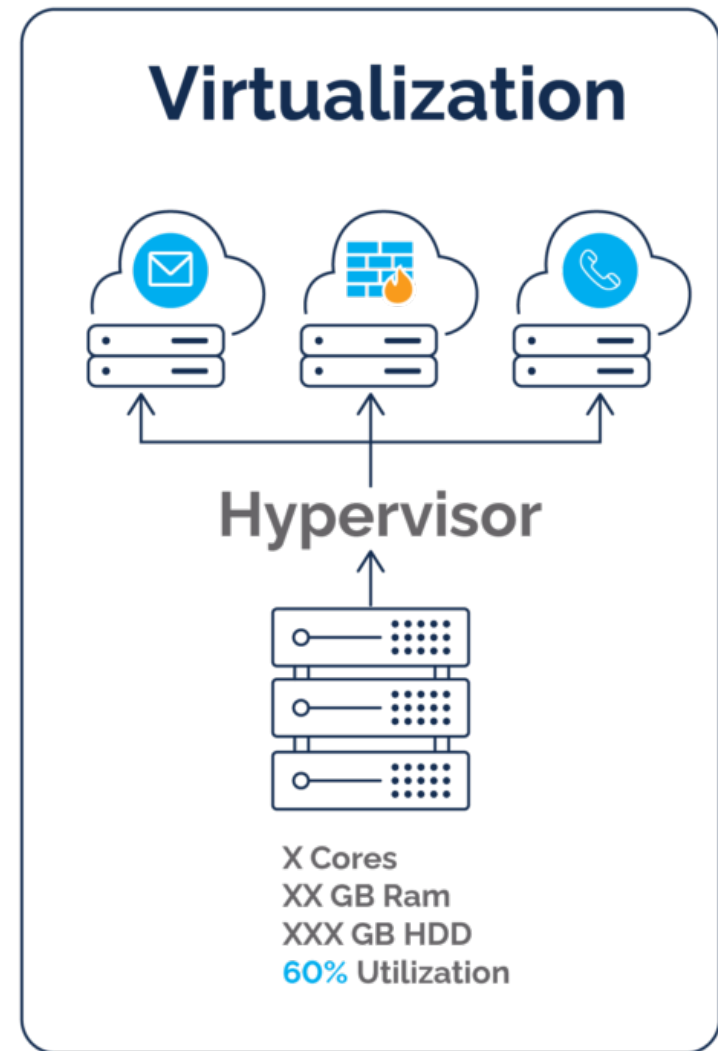 Virtualization
Hypervisor
X Cores
XX GB Ram
XXX GB HDD
60% Utilization